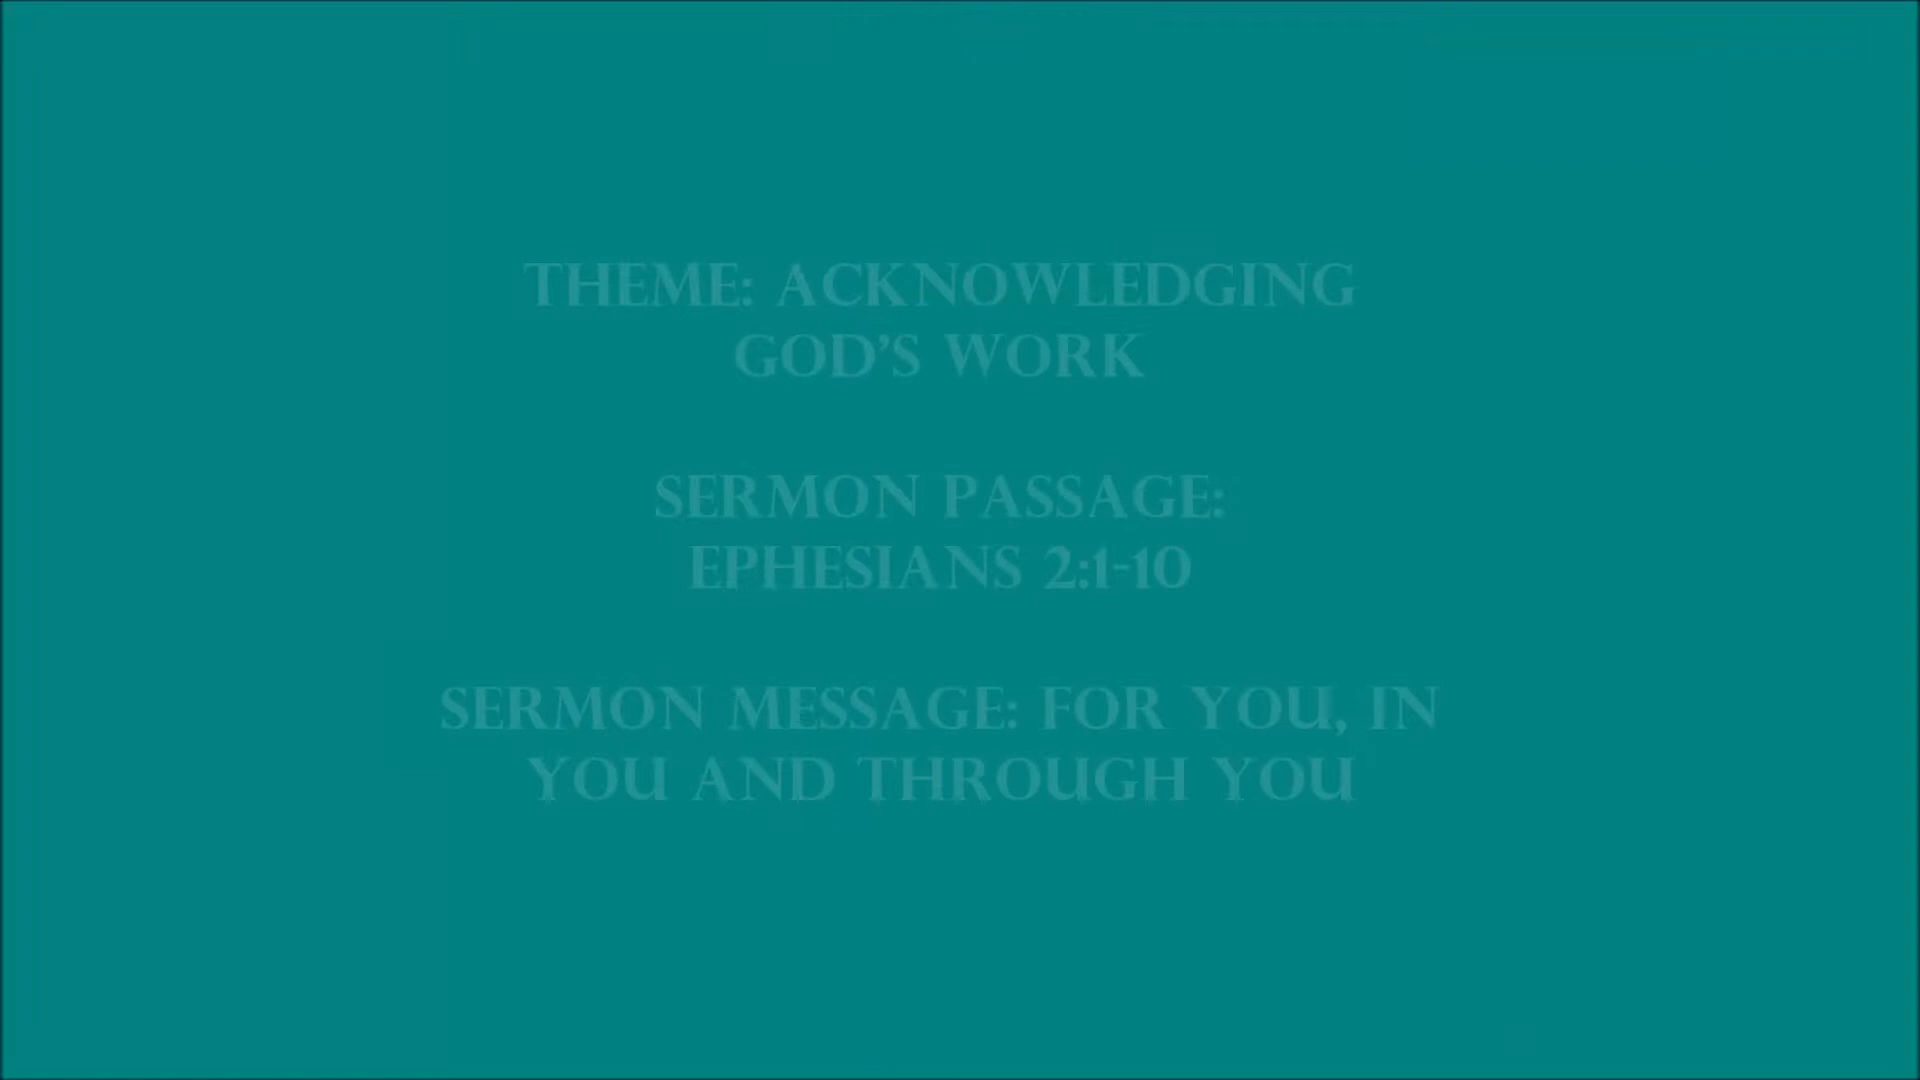 THEME: ACKNOWLEDGING
GOD'S WORK
SERMON PASSAGE:
EPHESIANS 2:1-10
SERMON MESSAGE: FOR YOU, IN
YOU AND THROUGH YOU